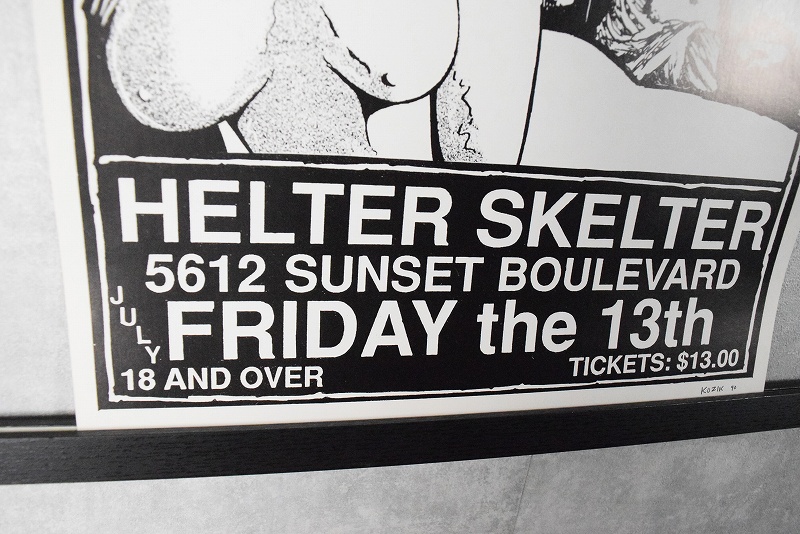 HELTER SKELTER
5612 SUNSET BOULEVARD
JULY
FRIDAY the 13th
18 AND OVER
TICKETS: $13.00
KOZIK 90